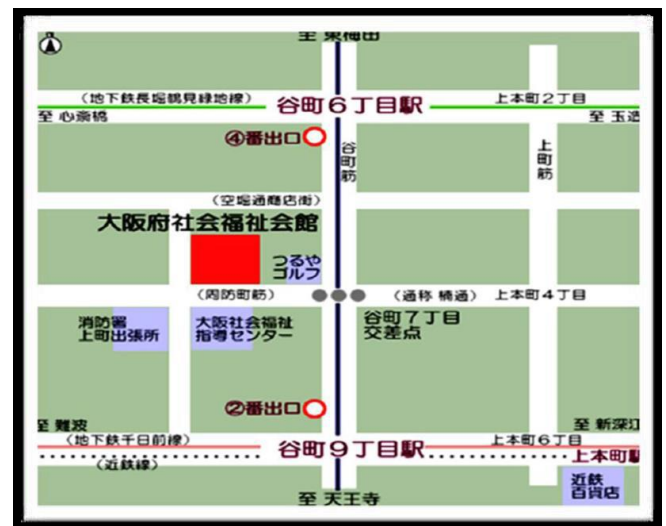 至 東梅田
（地下鉄長堀鶴見緑地線）
谷町6丁目駅
上本町2丁目
至 心斎橋
至 玉造
④番出口
谷町筋
上町筋
（空堀通商店街）
大阪府社会福祉会館
つるや
ゴルフ
（周防町筋）
（通称 楠通）
上本町4丁目
消防署
上町出張所
大阪社会福祉
指導センター
谷町7丁目
交差点
②番出口
至 難波
至 新深江
（地下鉄千日前線）
谷町9丁目駅
上本町6丁目
（近鉄線）
上本町駅
近鉄
百貨店
至 天王寺